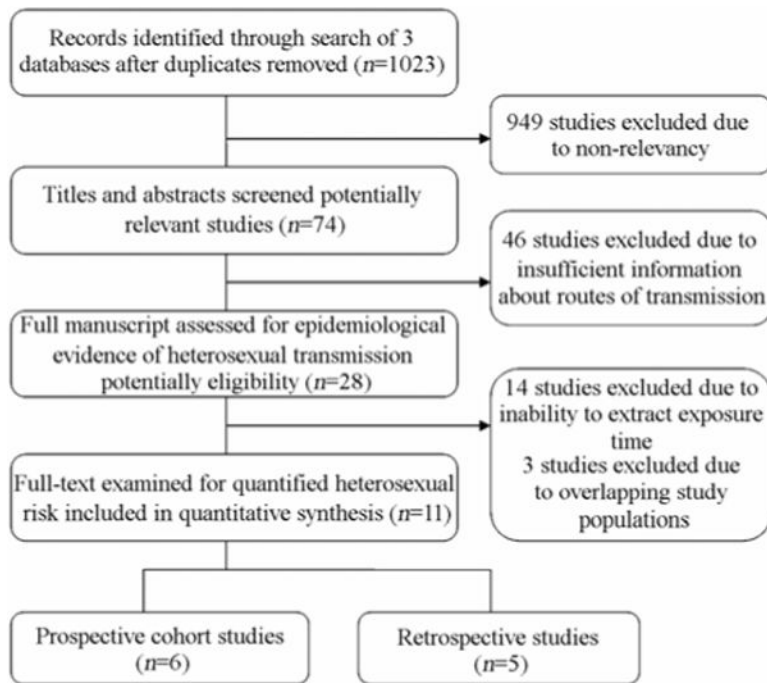 Records identified through search of 3
databases after duplicates removed (n=1023)
949 studies excluded due
to non-relevancy
Titles and abstracts screened potentially
relevant studies (n=74)
46 studies excluded due to
insufficient information
about routes of transmission
Full manuscript assessed for epidemiological
evidence of heterosexual transmission
potentially eligibility (n=28)
14 studies excluded due to
inability to extract exposure
time
3 studies excluded due
to overlapping study
populations
Full-text examined for quantified heterosexual
risk included in quantitative synthesis (n=11)
Prospective cohort studies
(n=6)
Retrospective studies
(n=5)